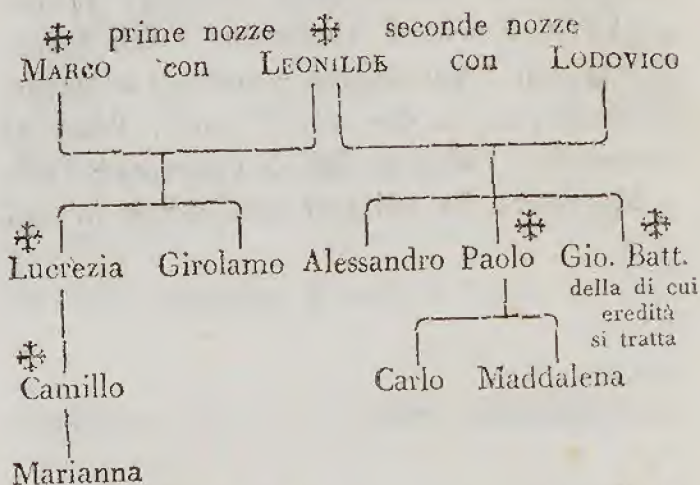 prime nozze seconde nozze
MARCO con LEONILDE con LODOVICO
Lucrezia Girolamo Alessandro Paolo Gio. Batt.
della di cui
eredità
si tratta
Camillo Carlo Maddalena
Marianna